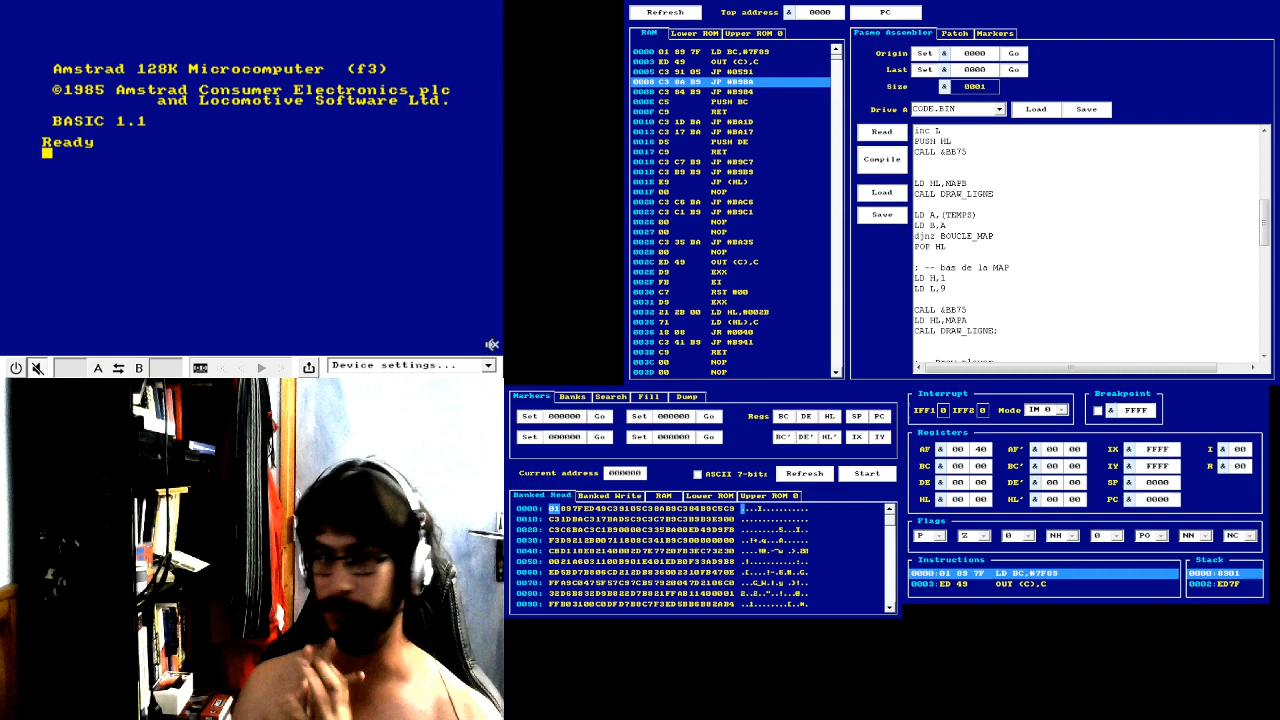 Amstrad 128K Microcomputer (f3)
©1985 Amstrad Consumer Electronics plc
and Locomotive Software Ltd.
BASIC 1.1
Ready
A
B
Device settings...
Refresh
Top address & 0000
PC
RAM Lower ROM Upper ROM 0
0000 01 89 7F LD BC,#7F89
0003 ED 49 OUT (C),C
0005 C3 91 05 JP #0591
0008 C3 8A B9 JP #B98A
000B C3 84 B9 JP #B984
000E C5 PUSH BC
000F C9 RET
0010 C3 1D BA JP #BA1D
0013 C3 17 BA JP #BA17
0016 D5 PUSH DE
0017 C9 RET
0018 C3 C7 B9 JP #B9C7
001B C3 B9 B9 JP #B9B9
001E E9 JP (HL)
001F 00 NOP
0020 C3 C6 BA JP #BAC6
0023 C3 C1 B9 JP #B9C1
0026 00 NOP
0027 00 NOP
0028 C3 35 BA JP #BA35
002B 00 NOP
002C ED 49 OUT (C),C
002E D9 EXX
002F FB EI
0030 C7 RST #00
0031 D9 EXX
0032 21 2B 00 LD HL,#002B
0035 71 LD (HL),C
0036 18 08 JR #0040
0038 C3 41 B9 JP #B941
003B C9 RET
003C 00 NOP
003D 00 NOP
Pasmo Assembler Patch Markers
Origin Set & 0000 Go
Last Set & 0000 Go
Size & 0001
Drive A CODE.BIN Load Save
Read
Compile
Load
Save
inc L
PUSH HL
CALL &BB75
LD HL,MAPB
CALL DRAW_LIGNE
LD A,(TEMPS)
LD B,A
djnz BOUCLE_MAP
POP HL
; -- bas de la MAP
LD H,1
LD L,9
CALL &BB75
LD HL,MAPA
CALL DRAW_LIGNE;
Markers Banks Search Fill Dump
Set 000000 Go Set 000000 Go Regs BC DE HL SP PC
Set 000000 Go Set 000000 Go BC' DE' HL' IX IY
Current address 000000 ASCII 7-bit: Refresh Start
Banked Read Banked Write RAM Lower ROM Upper ROM 0
0000: 01897FED49C39105C38AB9C384B9C5C9
0010: C31DBAC317BAD5C9C3C7B9C3B9B9E900
0020: C3C6BAC3C1B90000C335BA00ED49D9FB
0030: C7D9212B00711808C341B9C900000000
Interrupt
IFF1 0 IFF2 0 Mode IM 0
Breakpoint
& FFFF
Registers
AF & 00 40 AF' & 00 00 IX & FFFF I & 00
BC & 00 00 BC' & 00 00 IY & FFFF R & 00
DE & 00 00 DE' & 00 00 SP & 0000
HL & 00 00 HL' & 00 00 PC & 0000
Flags
P Z 0 NH 0 PO NN NC
Instructions
0000:01 89 7F LD BC,#7F89
0003:ED 49 OUT (C),C
Stack
0000:8901
0002:ED7F